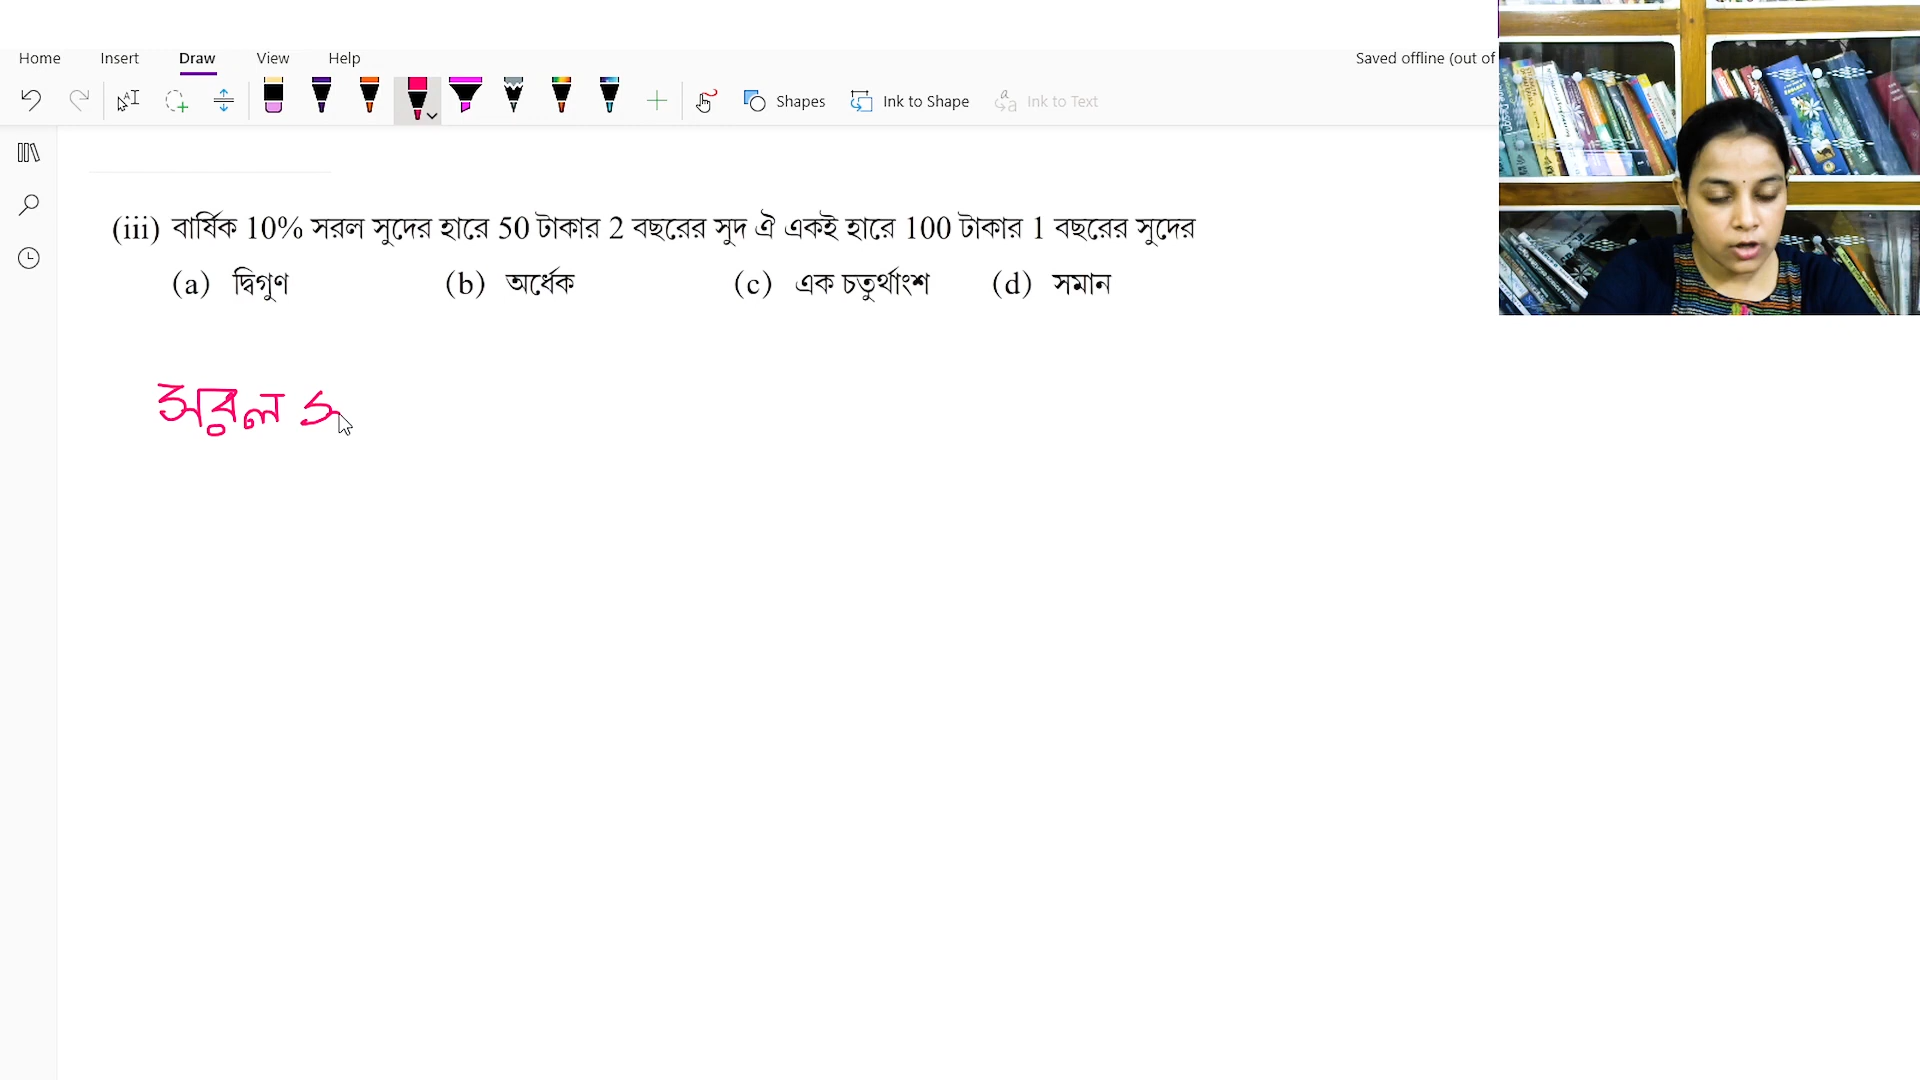 Home Insert Draw View Help Saved offline (out of
Shapes Ink to Shape Ink to Text
(iii) বার্ষিক 10% সরল সুদের হারে 50 টাকার 2 বছরের সুদ ঐ একই হারে 100 টাকার 1 বছরের সুদের
(a) দ্বিগুণ (b) অর্ধেক (c) এক চতুর্থাংশ (d) সমান
সরল